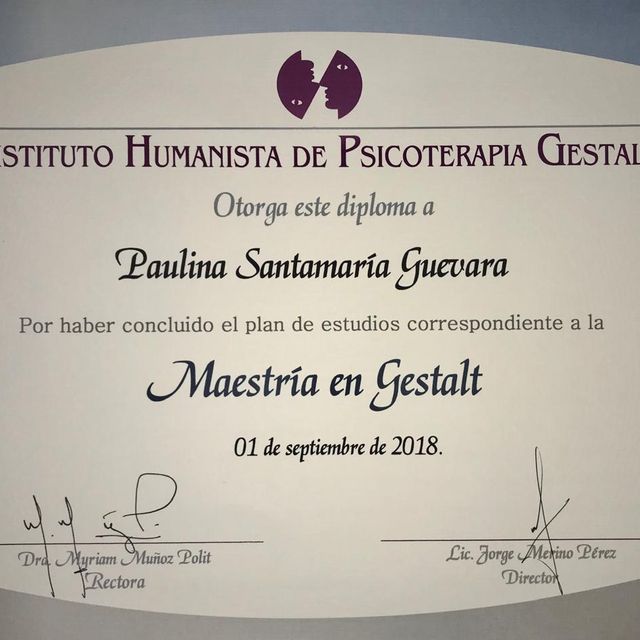 STITUTO HUMANISTA DE PSICOTERAPIA GESTAL
Otorga este diploma a
Paulina Santamaría Guevara
Por haber concluido el plan de estudios correspondiente a la
Maestría en Gestalt
01 de septiembre de 2018.
Dra. Myriam Muñoz Polit
Rectora
Lic. Jorge Merino Pérez
Director